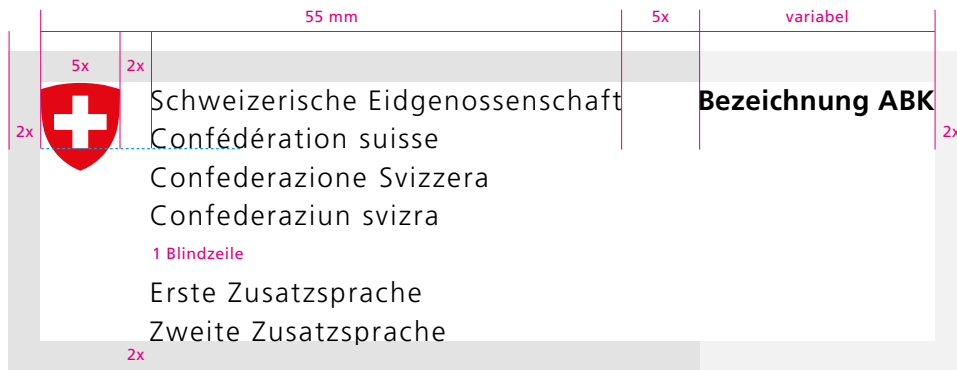 55 mm 5x variabel
5x 2x
Schweizerische Eidgenossenschaft Bezeichnung ABK
2x Confédération suisse 2x
Confederazione Svizzera
Confederaziun svizra
1 Blindzeile
Erste Zusatzsprache
Zweite Zusatzsprache
2x